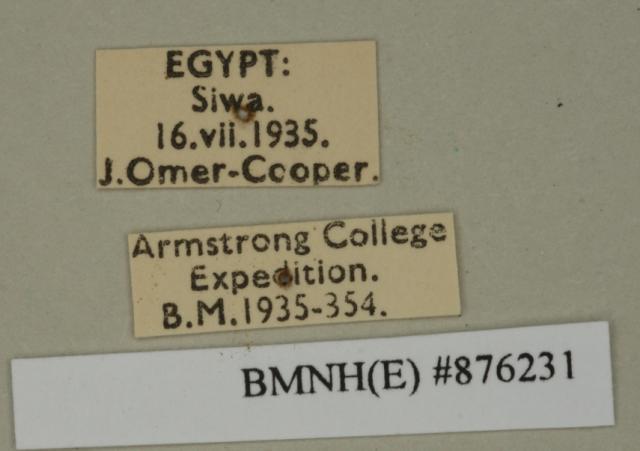 EGYPT:
Siwa.
16.vii.1935.
J.Omer-Cooper.
Armstrong College
Expedition.
B.M.1935-354.
BMNH(E) #876231